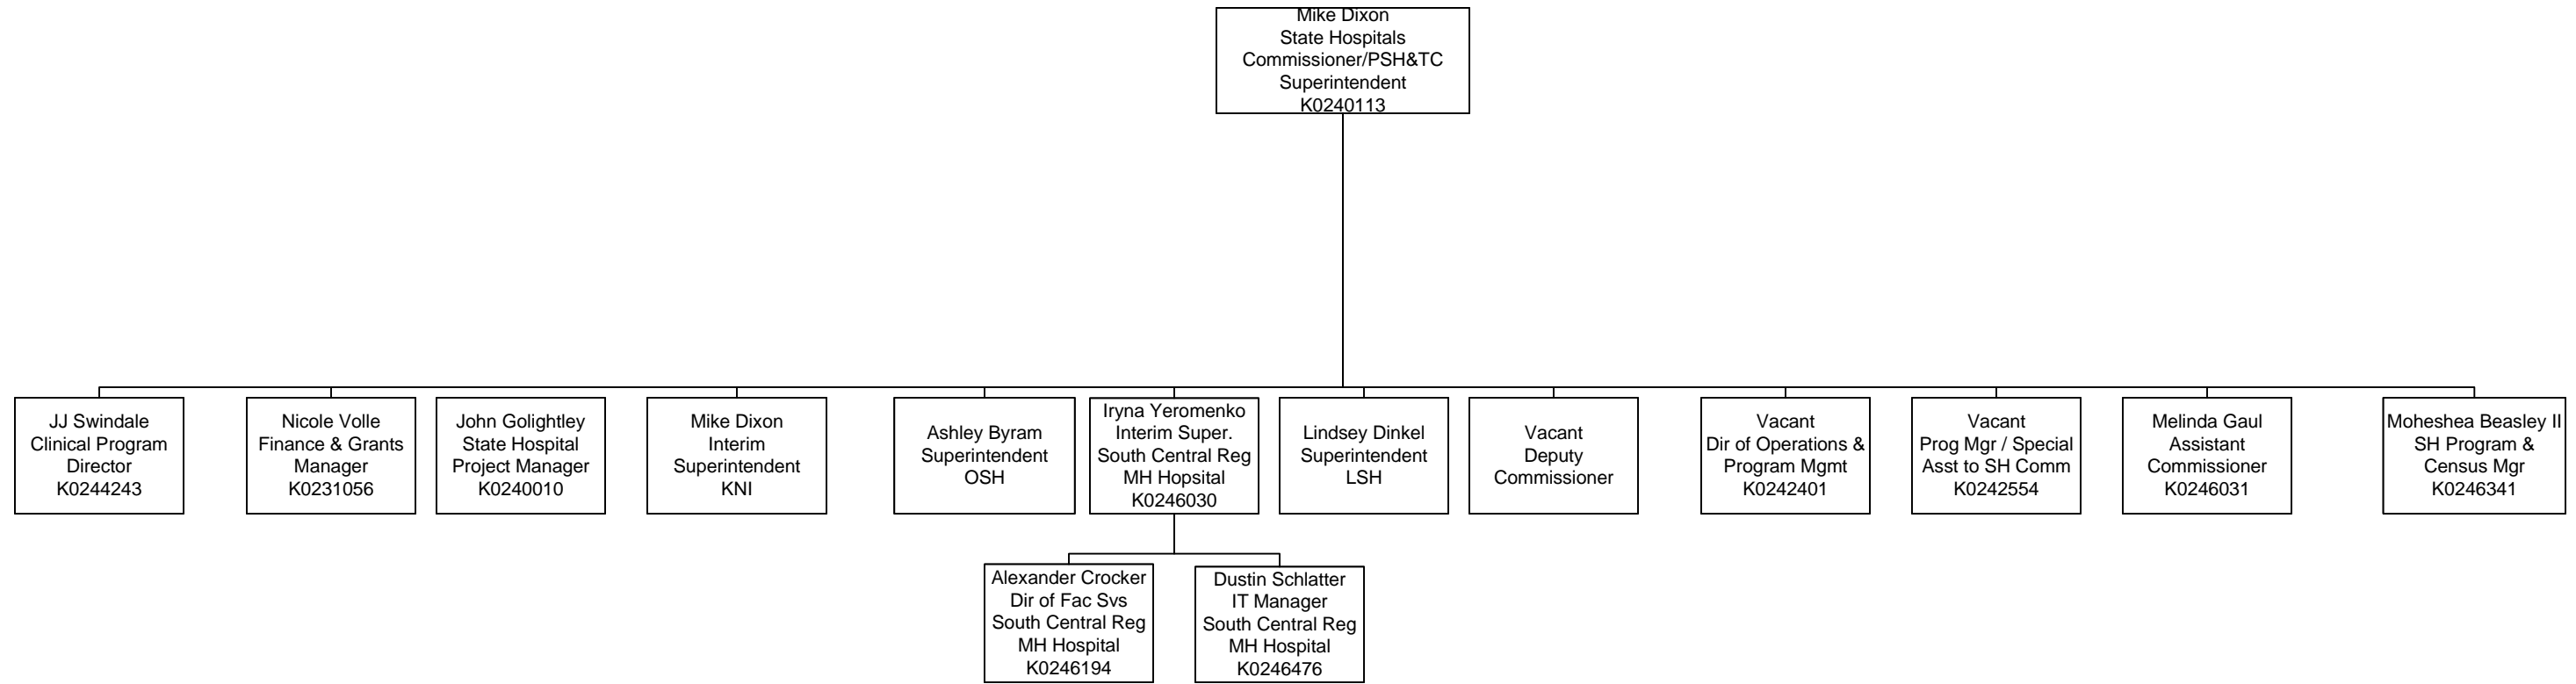 Mike Dixon
State Hospitals
Commissioner/PSH&TC
Superintendent
K0240113
JJ Swindale
Clinical Program
Director
K0244243
Nicole Volle
Finance & Grants
Manager
K0231056
John Golightley
State Hospital
Project Manager
K0240010
Mike Dixon
Interim
Superintendent
KNI
Ashley Byram
Superintendent
OSH
Iryna Yeromenko
Interim Super.
South Central Reg
MH Hopsital
K0246030
Lindsey Dinkel
Superintendent
LSH
Vacant
Deputy
Commissioner
Vacant
Dir of Operations &
Program Mgmt
K0242401
Vacant
Prog Mgr / Special
Asst to SH Comm
K0242554
Melinda Gaul
Assistant
Commissioner
K0246031
Moheshea Beasley II
SH Program &
Census Mgr
K0246341
Alexander Crocker
Dir of Fac Svs
South Central Reg
MH Hospital
K0246194
Dustin Schlatter
IT Manager
South Central Reg
MH Hospital
K0246476